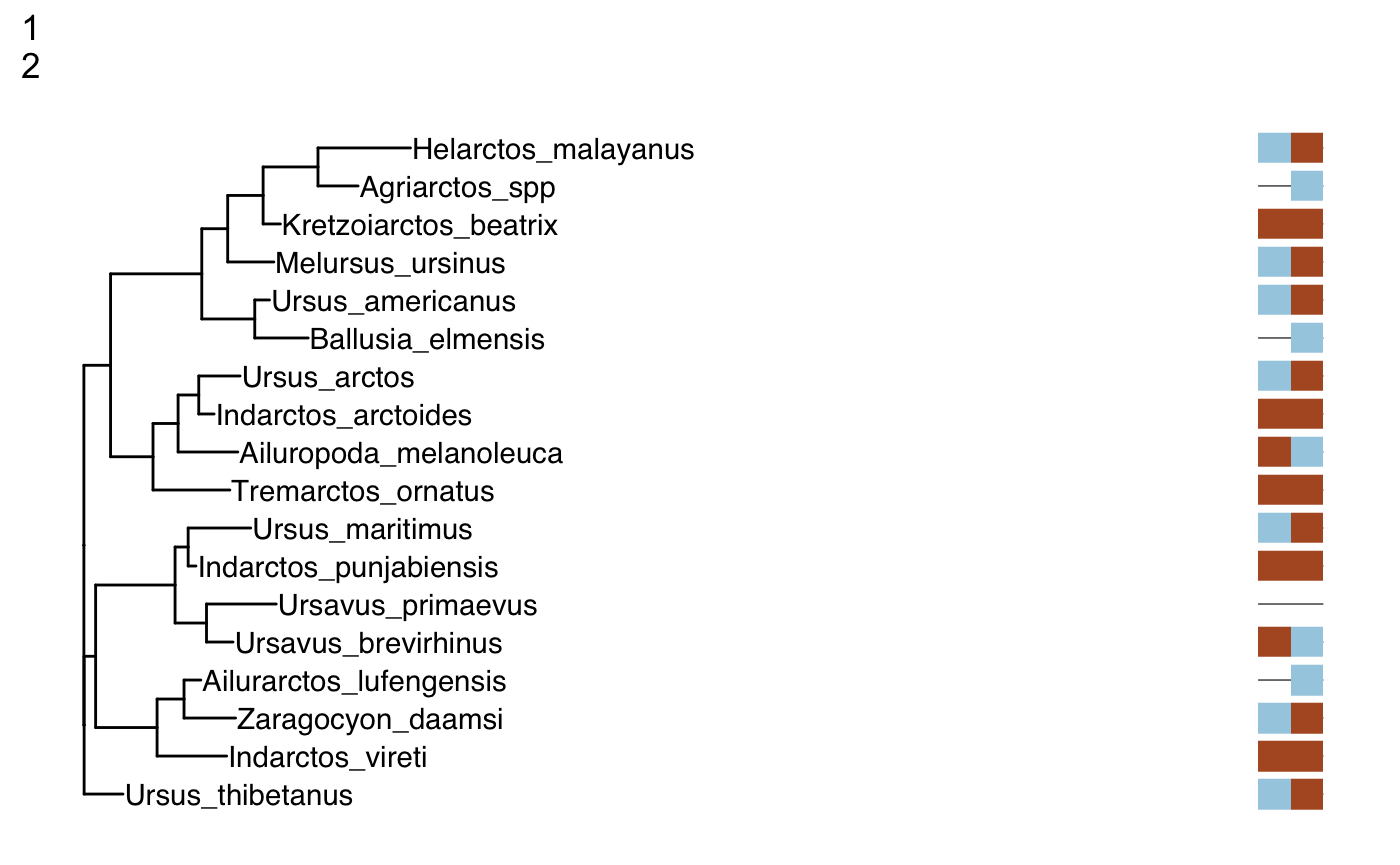 1
2
Helarctos_malayanus
Agriarctos_spp
Kretzoiarctos_beatrix
Melursus_ursinus
Ursus_americanus
Ballusia_elmensis
Ursus_arctos
Indarctos_arctoides
Ailuropoda_melanoleuca
Tremarctos_ornatus
Ursus_maritimus
Indarctos_punjabiensis
Ursavus_primaevus
Ursavus_brevirhinus
Ailurarctos_lufengensis
Zaragocyon_daamsi
Indarctos_vireti
Ursus_thibetanus